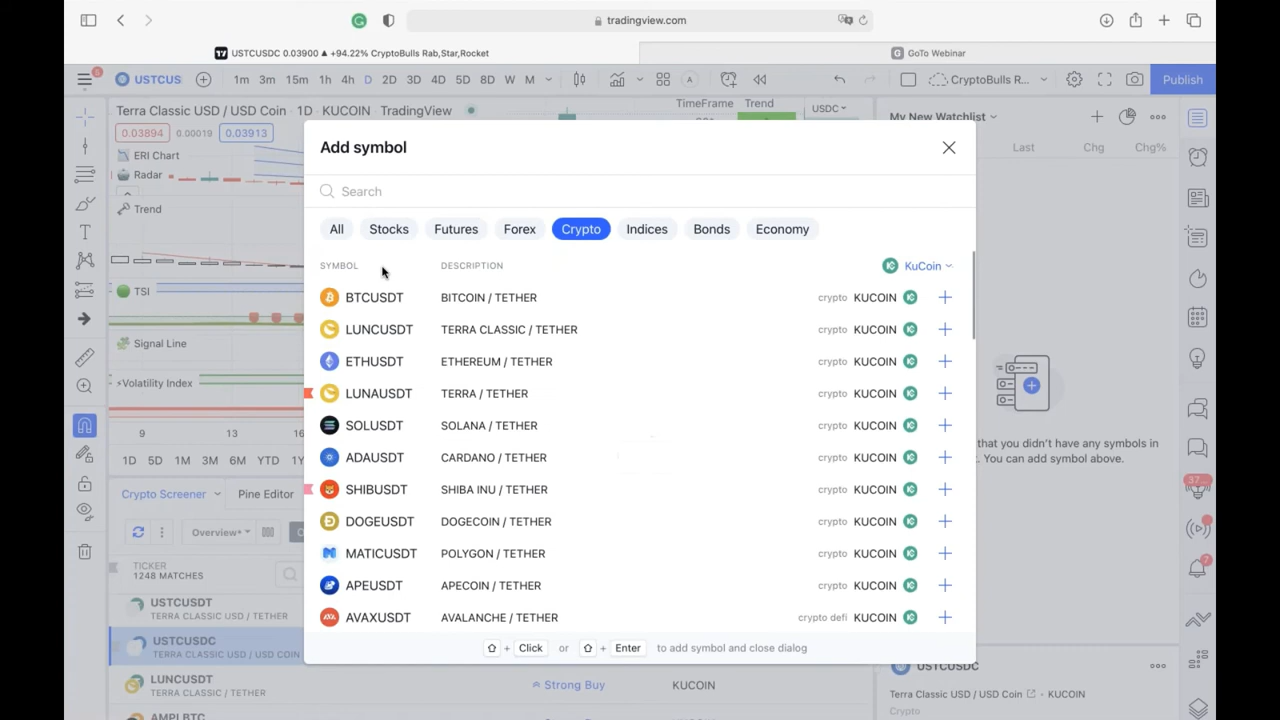 tradingview.com
USTCUSDC 0.03900 ▲ +94.22% CryptoBulls Rab,Star,Rocket
GoTo Webinar
USTCUS
1m 3m 15m 1h 4h D 2D 3D 4D 5D 8D W M
CryptoBulls R...
Publish
Terra Classic USD / USD Coin · 1D · KUCOIN TradingView
TimeFrame Trend
USDC
My New Watchlist
0.03894 0.00019 0.03913
Last Chg Chg%
ERI Chart
Radar
Trend
TSI
Signal Line
Volatility Index
9 13 16
1D 5D 1M 3M 6M YTD 1Y
Crypto Screener Pine Editor
Overview*
TICKER
1248 MATCHES
USTCUSDT
TERRA CLASSIC USD / TETHER
USTCUSDC
TERRA CLASSIC USD / USD COIN
LUNCUSDT
TERRA CLASSIC / TETHER
Strong Buy KUCOIN
AMPLBTC
Add symbol
Search
All Stocks Futures Forex Crypto Indices Bonds Economy
SYMBOL DESCRIPTION KuCoin
BTCUSDT BITCOIN / TETHER crypto KUCOIN
LUNCUSDT TERRA CLASSIC / TETHER crypto KUCOIN
ETHUSDT ETHEREUM / TETHER crypto KUCOIN
LUNAUSDT TERRA / TETHER crypto KUCOIN
SOLUSDT SOLANA / TETHER crypto KUCOIN
ADAUSDT CARDANO / TETHER crypto KUCOIN
SHIBUSDT SHIBA INU / TETHER crypto KUCOIN
DOGEUSDT DOGECOIN / TETHER crypto KUCOIN
MATICUSDT POLYGON / TETHER crypto KUCOIN
APEUSDT APECOIN / TETHER crypto KUCOIN
AVAXUSDT AVALANCHE / TETHER crypto defi KUCOIN
+ Click or + Enter to add symbol and close dialog
that you didn't have any symbols in
. You can add symbol above.
37...
7
USTCUSDC
Terra Classic USD / USD Coin · KUCOIN
Crypto